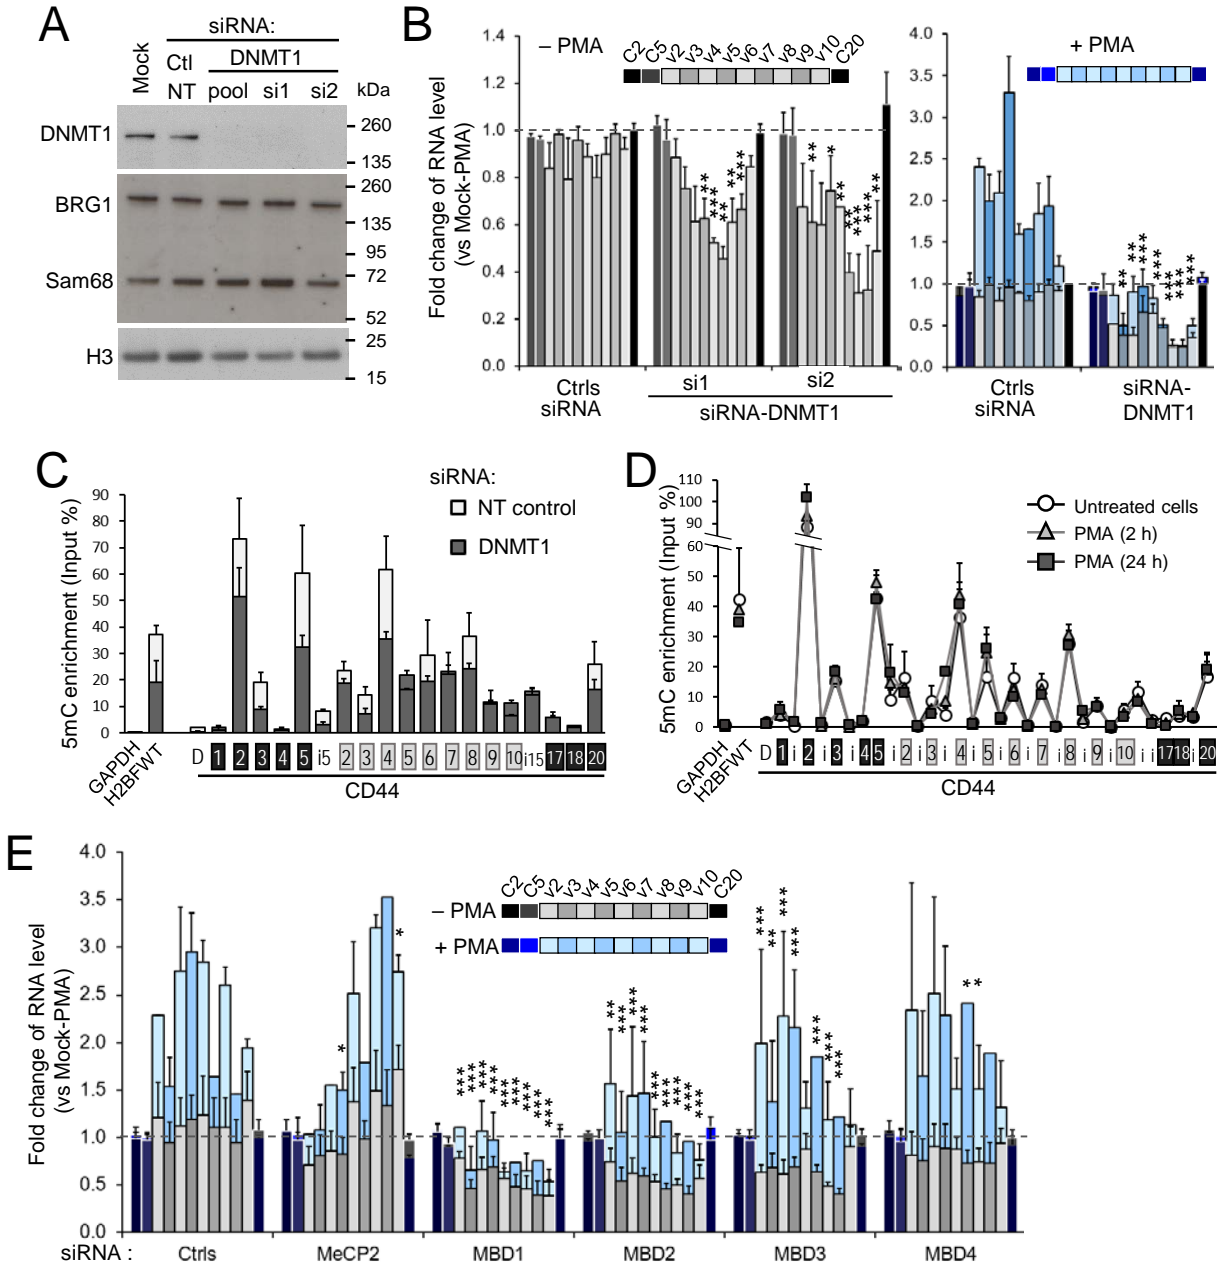 A
siRNA:
Mock
Ctl
NT
DNMT1
pool si1 si2
kDa
DNMT1
260
135
BRG1
260
135
95
Sam68
72
52
H3
25
15
B
Fold change of RNA level
(vs Mock-PMA)
– PMA
C2 C5 v2 v3 v4 v5 v6 v7 v8 v9 v10 C20
1.4
1.2
1.0
0.8
0.6
0.4
0.2
0.0
** *** ** ** *** ** * ** ** *** *** **
Ctrls
siRNA
si1 si2
siRNA-DNMT1
+ PMA
4.0
3.5
3.0
2.5
2.0
1.5
1.0
0.5
0.0
** ** *** *** *** *** ***
Ctrls
siRNA
siRNA-
DNMT1
C
5mC enrichment (Input %)
siRNA:
NT control
DNMT1
90
80
70
60
50
40
30
20
10
0
GAPDH
H2BFWT
D 1 2 3 4 5 i5 2 3 4 5 6 7 8 9 10 i15 17 18 20
CD44
D
5mC enrichment (Input %)
Untreated cells
PMA (2 h)
PMA (24 h)
110
100
90
60
50
40
30
20
10
0
GAPDH
H2BFWT
D 1 i 2 i 3 i 4 5 i 2 i 3 i 4 i 5 i 6 i 7 i 8 i 9 i 10 i i 17 18 i 20
CD44
E
Fold change of RNA level
(vs Mock-PMA)
C2 C5 v2 v3 v4 v5 v6 v7 v8 v9 v10 C20
– PMA
+ PMA
4.0
3.5
3.0
2.5
2.0
1.5
1.0
0.5
0.0
* *
*** *** *** *** *** *** *** *** ***
** *** *** *** *** *** *** *** ***
*** ** *** *** *** *** ***
* *
siRNA :
Ctrls MeCP2 MBD1 MBD2 MBD3 MBD4